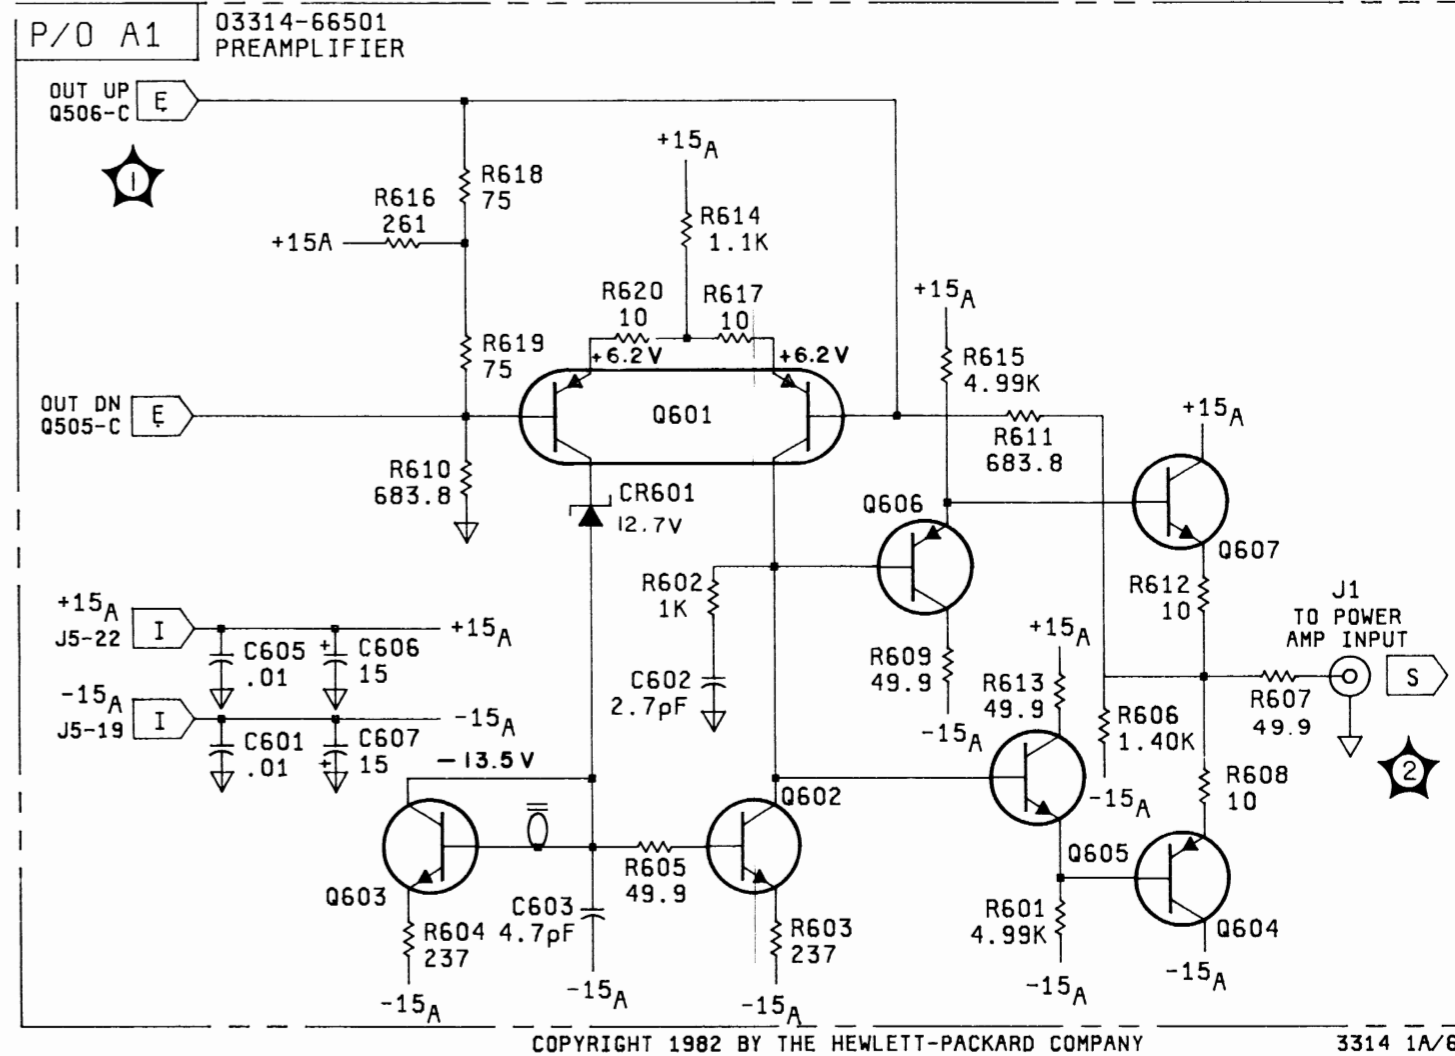 P/O A1
03314-66501
PREAMPLIFIER
OUT UP
Q506-C
E
1
R618
75
R616
261
+15A
+15A
R614
1.1K
R620
10
R617
10
+6.2V
+6.2V
R619
75
OUT DN
Q505-C
E
Q601
R610
683.8
CR601
12.7V
+15A
R615
4.99K
R611
683.8
+15A
Q606
Q607
R602
1K
R612
10
J1
TO POWER
AMP INPUT
+15A
J5-22
I
C605
.01
C606
15
+15A
C602
2.7pF
R609
49.9
+15A
R613
49.9
R607
49.9
S
-15A
J5-19
I
C601
.01
C607
15
-15A
-15A
R606
1.40K
-15A
R608
10
2
-13.5V
Q602
Q603
R605
49.9
Q605
R604
237
C603
4.7pF
R603
237
R601
4.99K
Q604
-15A
-15A
-15A
-15A
-15A
COPYRIGHT 1982 BY THE HEWLETT-PACKARD COMPANY